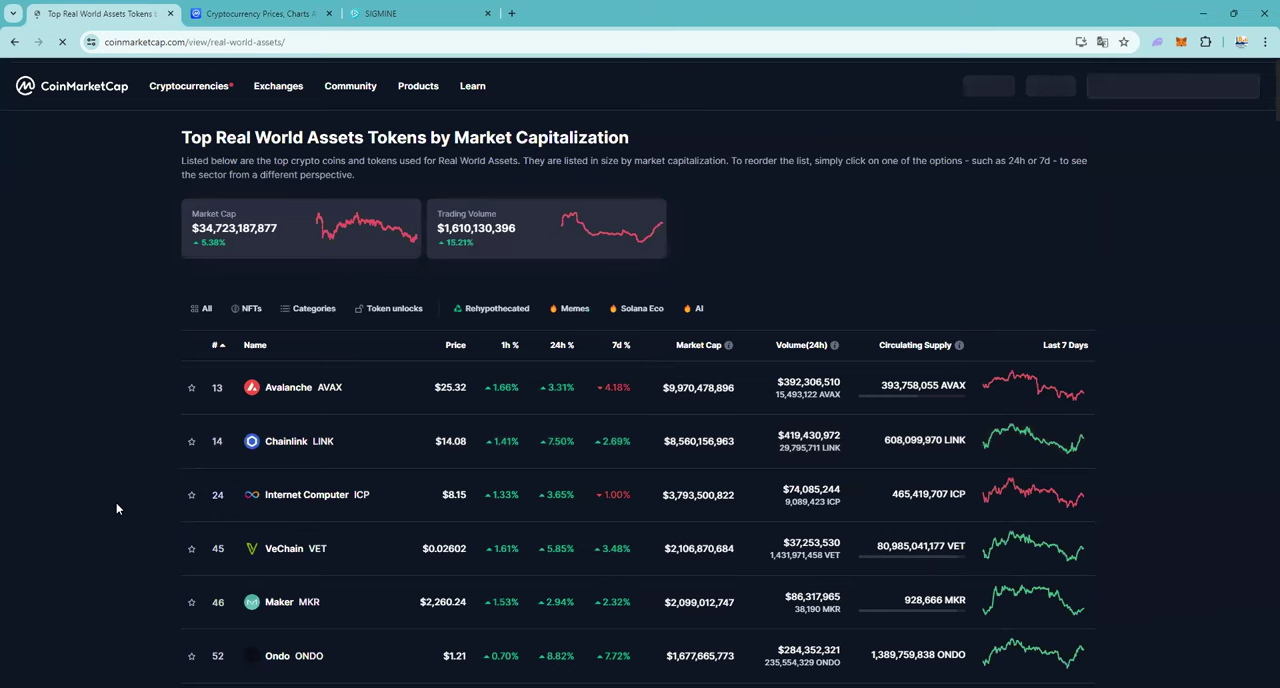 Top Real World Assets Tokens b
Cryptocurrency Prices, Charts A
SIGMINE
coinmarketcap.com/view/real-world-assets/
CoinMarketCap
Cryptocurrencies
Exchanges
Community
Products
Learn
Top Real World Assets Tokens by Market Capitalization
Listed below are the top crypto coins and tokens used for Real World Assets. They are listed in size by market capitalization. To reorder the list, simply click on one of the options - such as 24h or 7d - to see
the sector from a different perspective.
Market Cap
$34,723,187,877
5.38%
Trading Volume
$1,610,130,396
15.21%
All NFTs Categories Token unlocks Rehypothecated Memes Solana Eco AI
# Name Price 1h % 24h % 7d % Market Cap Volume(24h) Circulating Supply Last 7 Days
13 Avalanche AVAX $25.32 1.66% 3.31% 4.18% $9,970,478,896 $392,306,510 393,758,055 AVAX
15,493,122 AVAX
14 Chainlink LINK $14.08 1.41% 7.50% 2.69% $8,560,156,963 $419,430,972 608,099,970 LINK
29,795,711 LINK
24 Internet Computer ICP $8.15 1.33% 3.65% 1.00% $3,793,500,822 $74,085,244 465,419,707 ICP
9,089,423 ICP
45 VeChain VET $0.02602 1.61% 5.85% 3.48% $2,106,870,684 $37,253,530 80,985,041,177 VET
1,431,971,458 VET
46 Maker MKR $2,260.24 1.53% 2.94% 2.32% $2,099,012,747 $86,317,965 928,666 MKR
38,190 MKR
52 Ondo ONDO $1.21 0.70% 8.82% 7.72% $1,677,665,773 $284,352,321 1,389,759,838 ONDO
235,554,329 ONDO